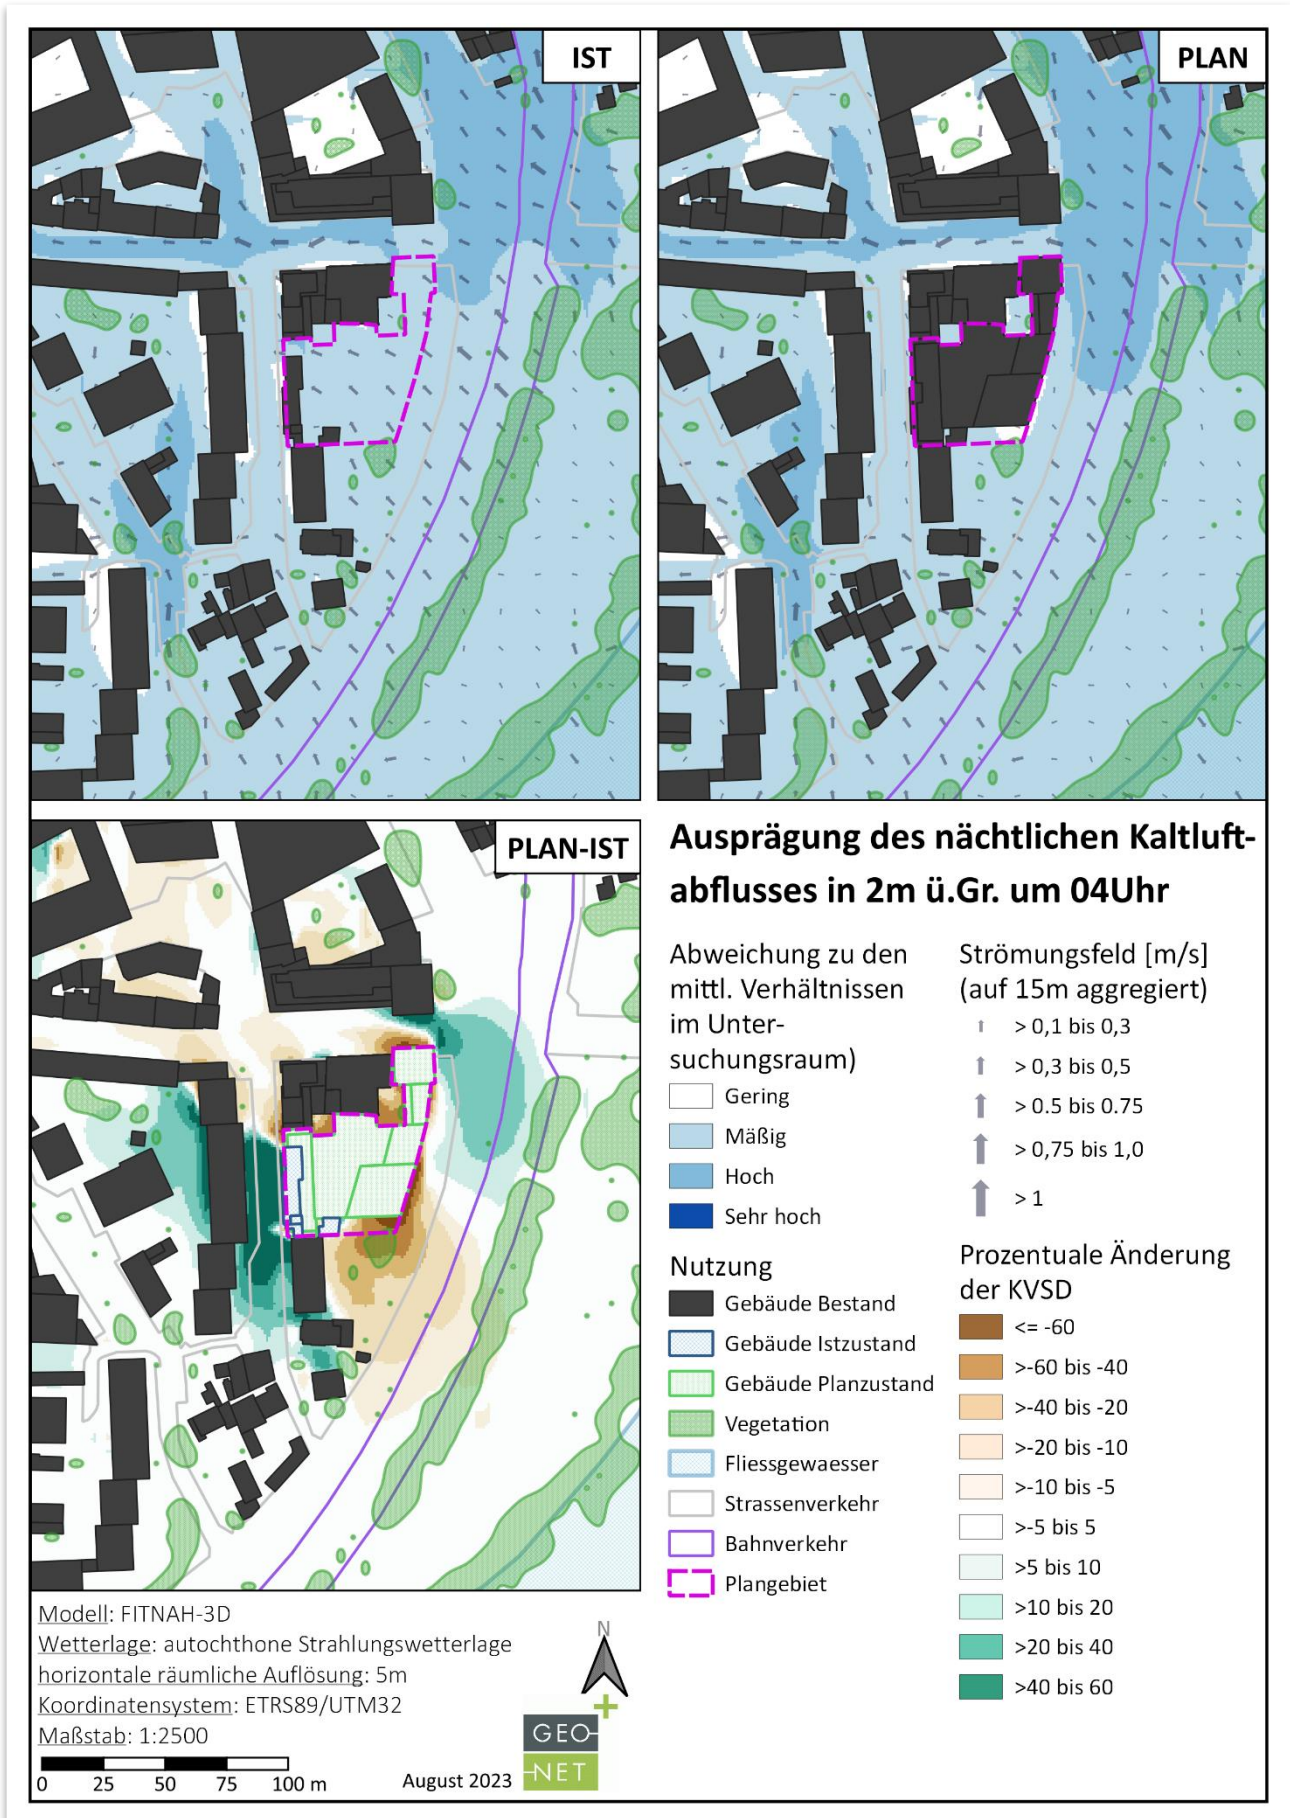 IST
PLAN
PLAN-IST
Ausprägung des nächtlichen Kaltluft-
abflusses in 2m ü.Gr. um 04Uhr
Abweichung zu den
mittl. Verhältnissen
im Unter-
suchungsraum)
Gering
Mäßig
Hoch
Sehr hoch
Nutzung
Gebäude Bestand
Gebäude Istzustand
Gebäude Planzustand
Vegetation
Fliessgewaesser
Strassenverkehr
Bahnverkehr
Plangebiet
Strömungsfeld [m/s]
(auf 15m aggregiert)
> 0,1 bis 0,3
> 0,3 bis 0,5
> 0.5 bis 0.75
> 0,75 bis 1,0
> 1
Prozentuale Änderung
der KVSD
<= -60
>-60 bis -40
>-40 bis -20
>-20 bis -10
>-10 bis -5
>-5 bis 5
>5 bis 10
>10 bis 20
>20 bis 40
>40 bis 60
Modell: FITNAH-3D
Wetterlage: autochthone Strahlungswetterlage
horizontale räumliche Auflösung: 5m
Koordinatensystem: ETRS89/UTM32
Maßstab: 1:2500
0 25 50 75 100 m
August 2023
N
GEO
NET